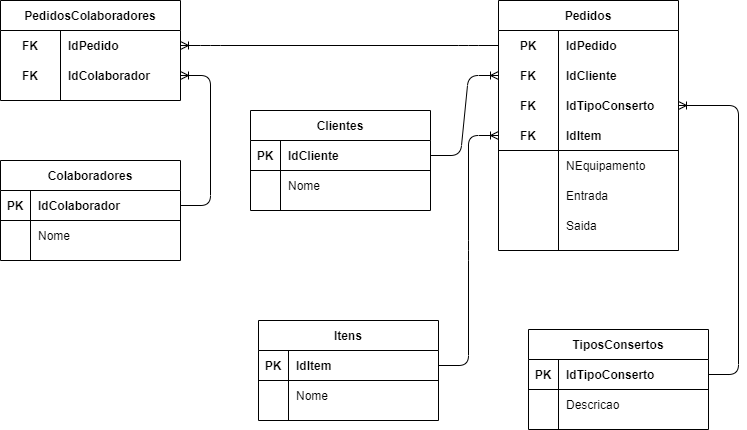 PedidosColaboradores
FK IdPedido
FK IdColaborador
Pedidos
PK IdPedido
FK IdCliente
FK IdTipoConserto
FK IdItem
NEquipamento
Entrada
Saida
Clientes
PK IdCliente
Nome
Colaboradores
PK IdColaborador
Nome
Itens
PK IdItem
Nome
TiposConsertos
PK IdTipoConserto
Descricao